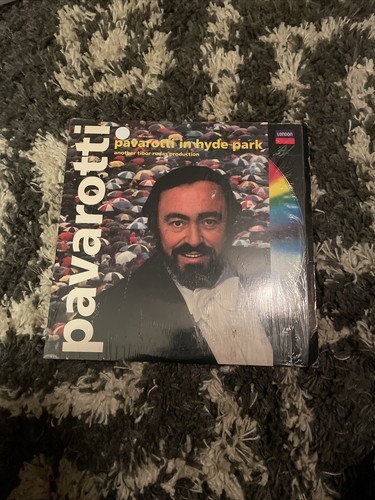 pavarotti
pavarotti in hyde park
another tibor rudas production
LONDON